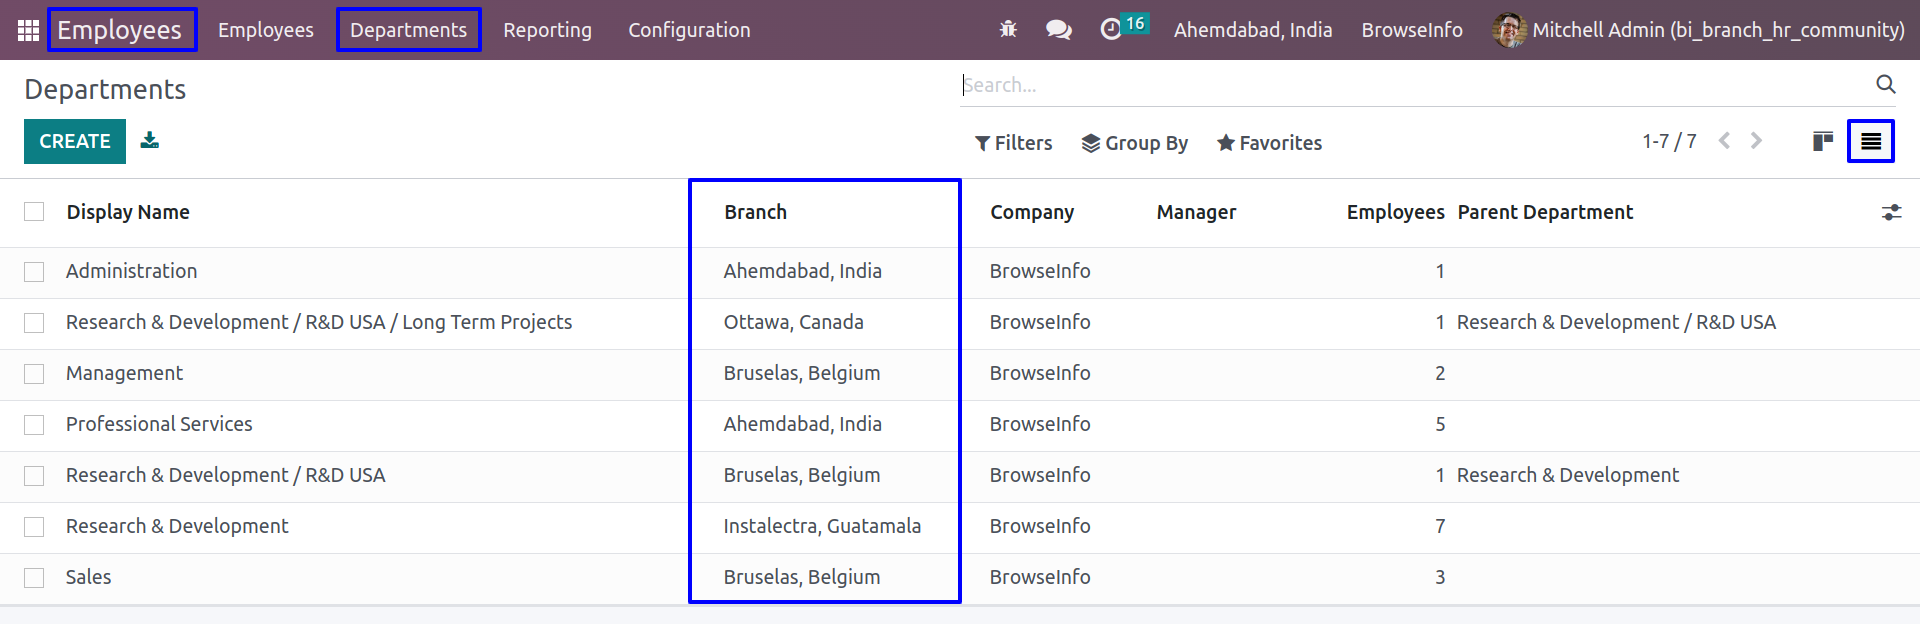 Employees Employees Departments Reporting Configuration 16 Ahemdabad, India BrowseInfo Mitchell Admin (bi_branch_hr_community)
Departments Search...
CREATE Filters Group By Favorites 1-7 / 7
Display Name Branch Company Manager Employees Parent Department
Administration Ahemdabad, India BrowseInfo 1
Research & Development / R&D USA / Long Term Projects Ottawa, Canada BrowseInfo 1 Research & Development / R&D USA
Management Bruselas, Belgium BrowseInfo 2
Professional Services Ahemdabad, India BrowseInfo 5
Research & Development / R&D USA Bruselas, Belgium BrowseInfo 1 Research & Development
Research & Development Instalectra, Guatamala BrowseInfo 7
Sales Bruselas, Belgium BrowseInfo 3